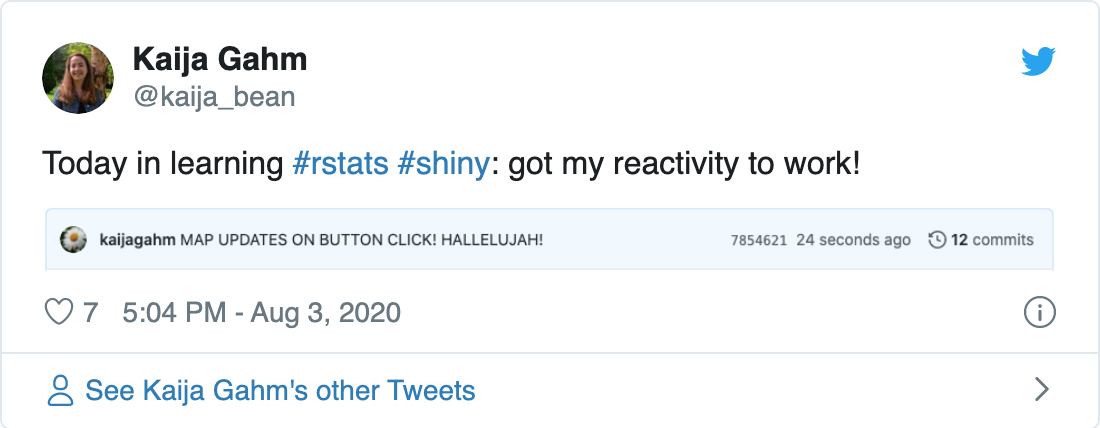 Kaija Gahm
@kaija_bean
Today in learning #rstats #shiny: got my reactivity to work!
kaijagahm MAP UPDATES ON BUTTON CLICK! HALLELUJAH! 7854621 24 seconds ago 12 commits
7 5:04 PM - Aug 3, 2020
See Kaija Gahm's other Tweets